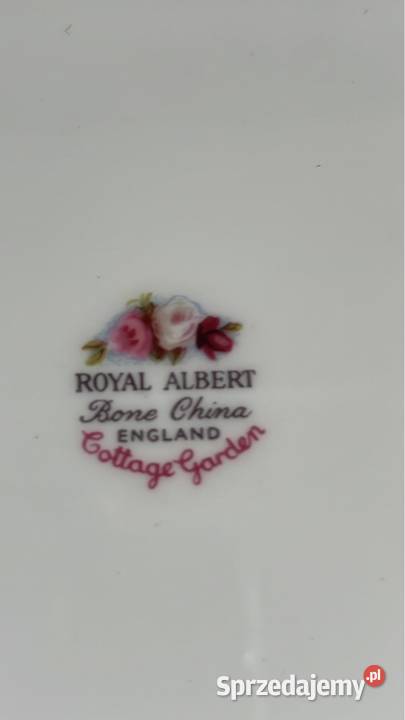 ROYAL ALBERT
Bone China
ENGLAND
Cottage Garden
Sprzedajemy.pl